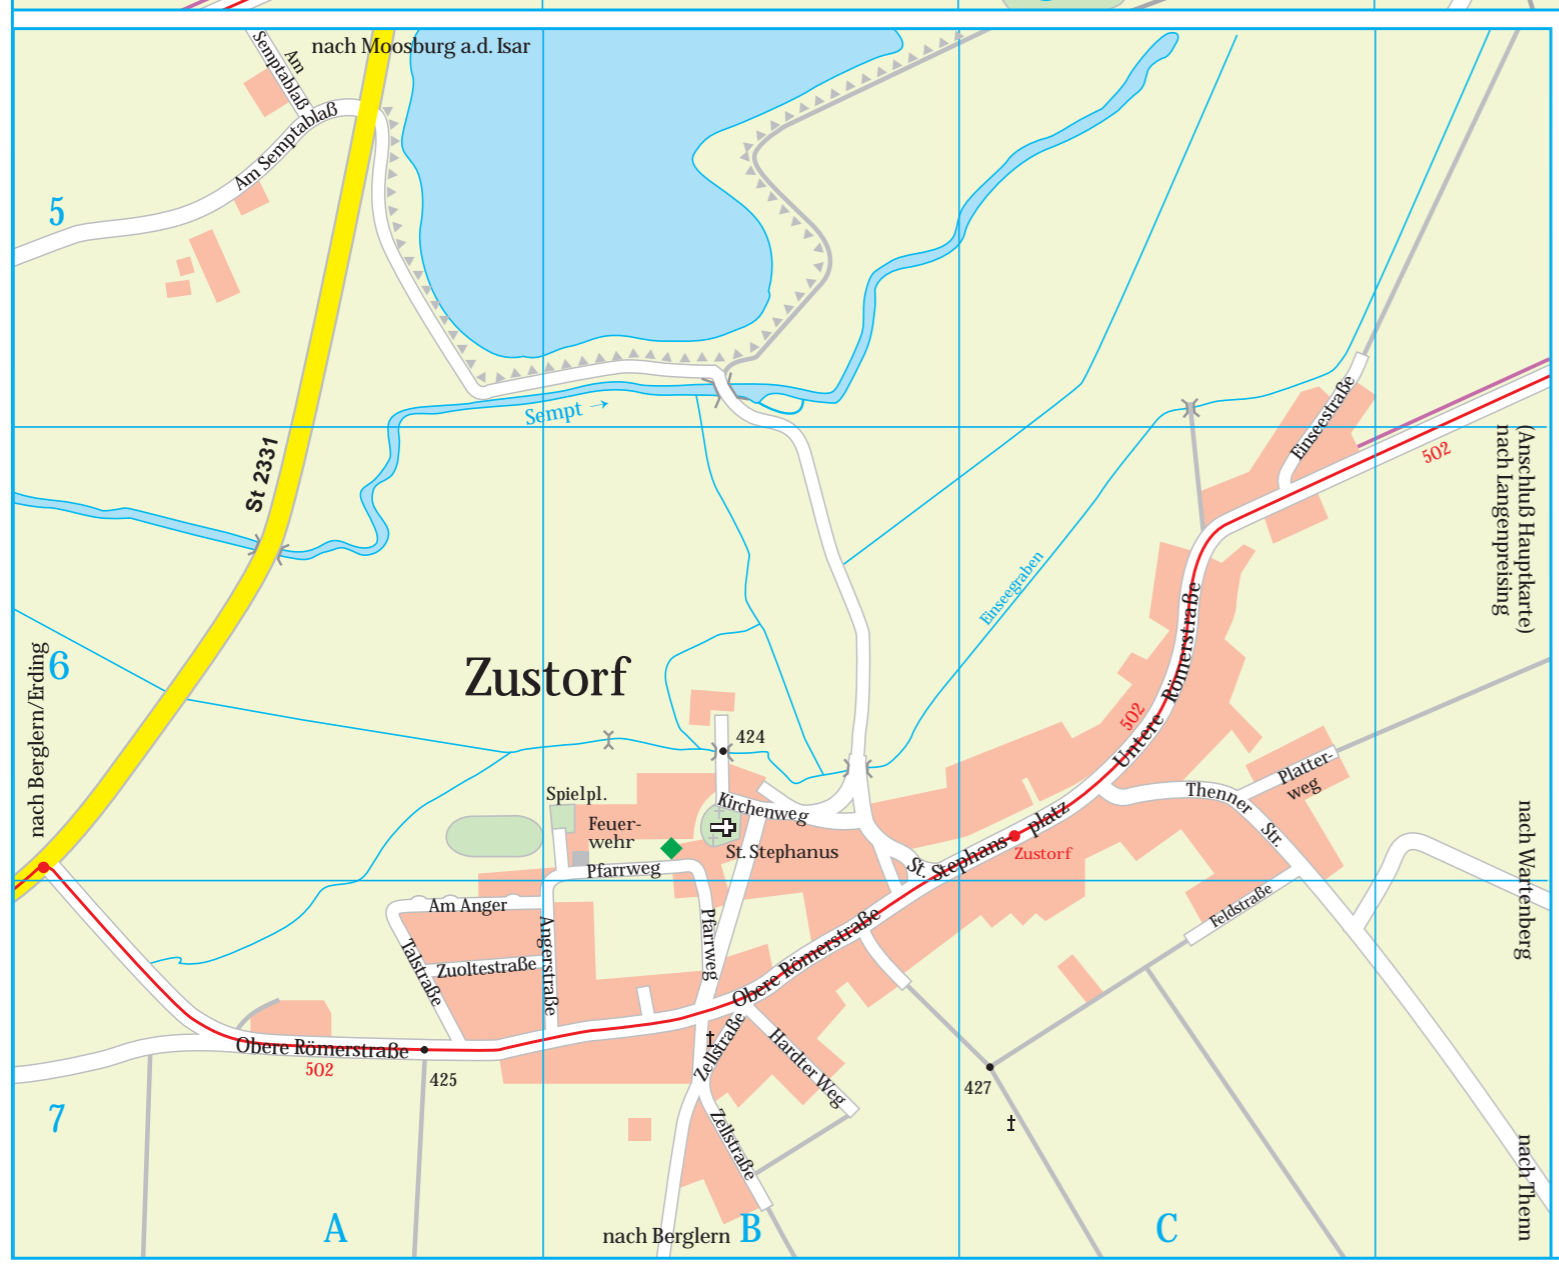 nach Moosburg a.d. Isar
Am
Semptablaß
Am Semptablaß
5
Sempt →
St 2331
Einseestraße
502
(Anschluß Hauptkarte)
nach Langenpreising
Einseegraben
nach Berglern/Erding
6
Zustorf
Untere Römerstraße
502
424
Spielpl.
Feuer-
wehr
Kirchenweg
St. Stephanus
Pfarrweg
St. Stephans platz
Zustorf
Thenner
Str.
Platter-
weg
nach Wartenberg
Am Anger
Talstraße
Zuoltestraße
Angerstraße
Pfarrweg
Obere Römerstraße
Feldstraße
Obere Römerstraße
502
425
Zellstraße
Hardter Weg
427
7
Zellstraße
nach Thenn
nach Berglern
A
B
C